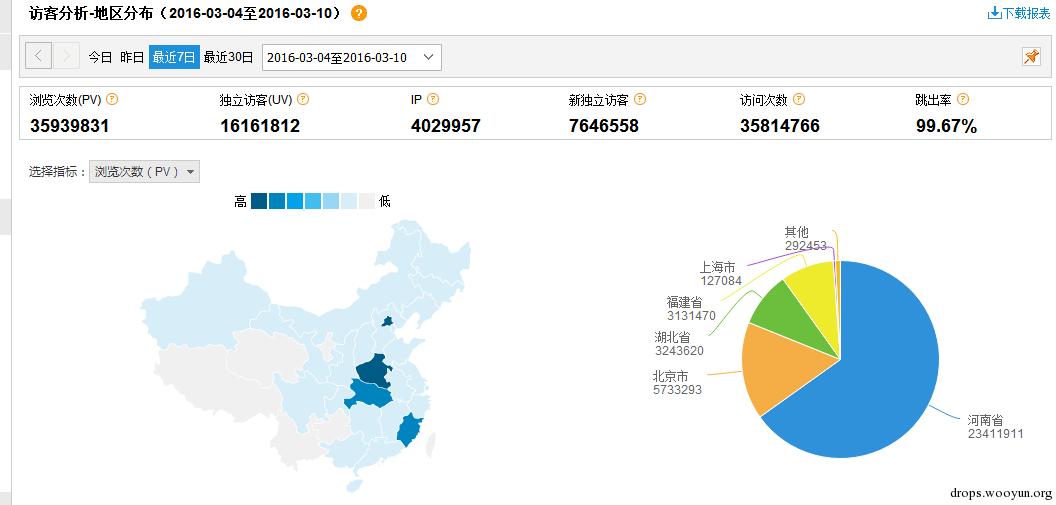 访客分析-地区分布（2016-03-04至2016-03-10） ?
下载报表
今日 昨日 最近7日 最近30日 2016-03-04至2016-03-10
浏览次数(PV) ? 独立访客(UV) ? IP ? 新独立访客 ? 访问次数 ? 跳出率 ?
35939831 16161812 4029957 7646558 35814766 99.67%
选择指标： 浏览次数（PV）
高 低
其他
292453
上海市
127084
福建省
3131470
湖北省
3243620
北京市
5733293
河南省
23411911
drops.wooyun.org